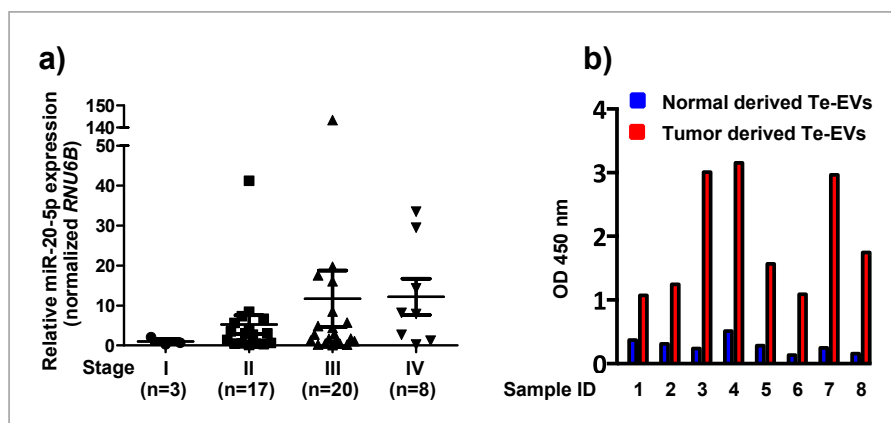 a)
Relative miR-20-5p expression
(normalized RNU6B)
150
140
50
40
30
20
10
0
Stage I II III IV
(n=3) (n=17) (n=20) (n=8)
b)
Normal derived Te-EVs
Tumor derived Te-EVs
OD 450 nm
4
3
2
1
0
Sample ID 1 2 3 4 5 6 7 8